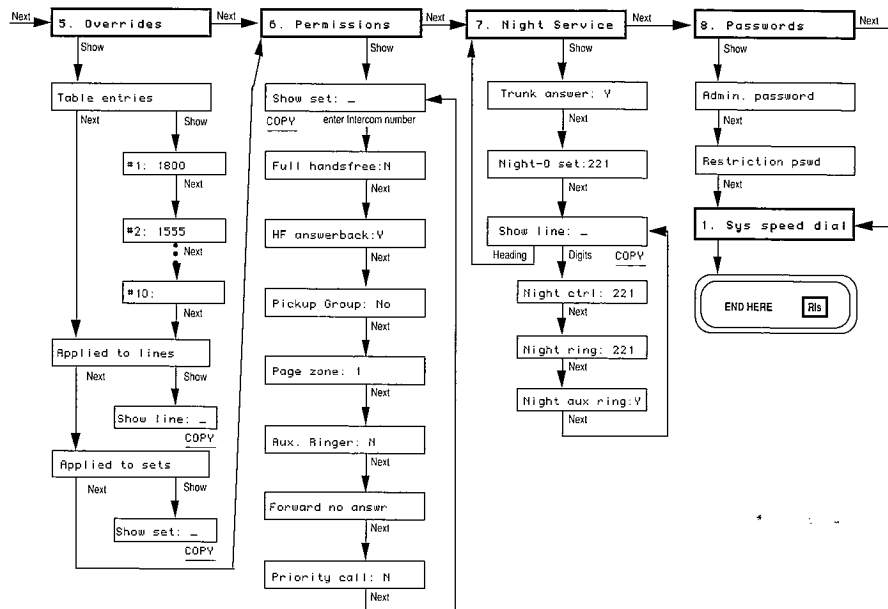 Next
5. Overrides
Next
Show
Table entries
Next
Show
#1: 1800
Next
#2: 1555
Next
#10:
Next
Applied to lines
Next
Show
Show line: _
COPY
Applied to sets
Next
Show
Show set: _
COPY
6. Permissions
Next
Show
Show set: _
COPY
enter Intercom number
Full handsfree:N
Next
HF answerback:Y
Next
Pickup Group: No
Next
Page zone: 1
Next
Aux. Ringer: N
Next
Forward no answr
Next
Priority call: N
Next
7. Night Service
Next
Show
Trunk answer: Y
Next
Night-0 set:221
Next
Show line: _
Heading
Digits
COPY
Night ctrl: 221
Next
Night ring: 221
Next
Night aux ring:Y
Next
8. Passwords
Next
Show
Admin. password
Next
Restriction pswd
Next
1. Sys speed dial
END HERE
Rls